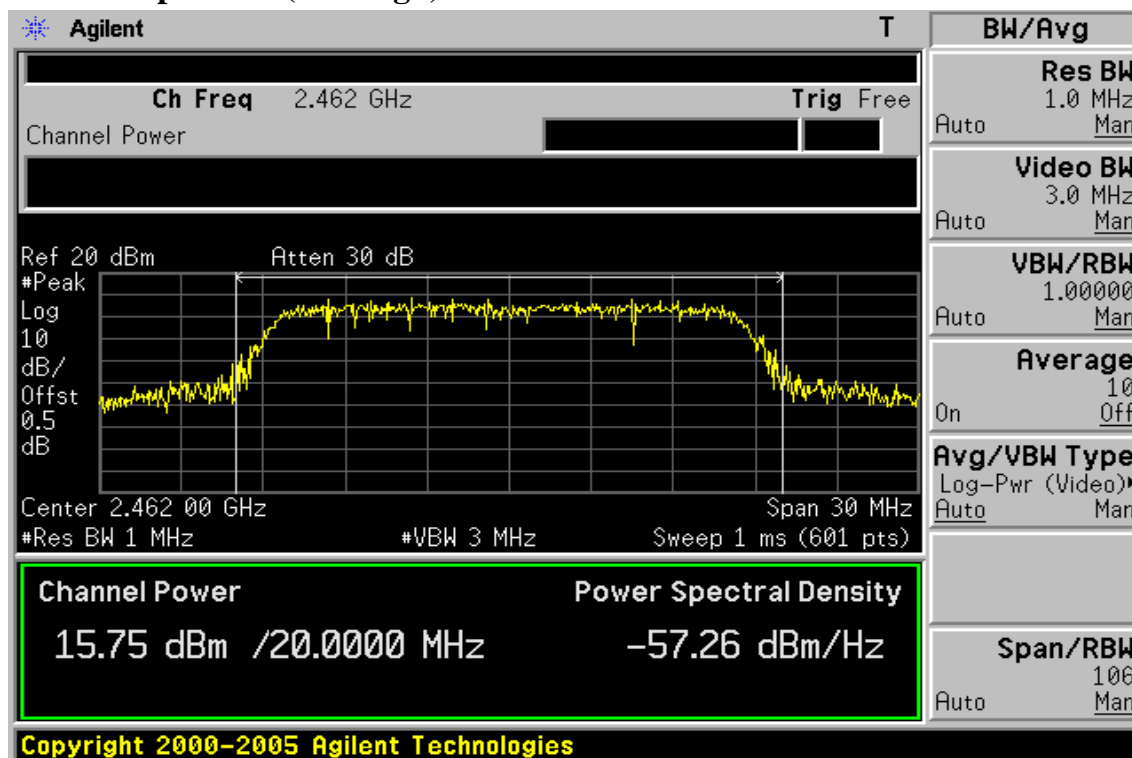 Agilent T
Ch Freq 2.462 GHz Trig Free
Channel Power
Ref 20 dBm Atten 30 dB
#Peak
Log
10
dB/
Offst
0.5
dB
Center 2.462 00 GHz Span 30 MHz
#Res BW 1 MHz #VBW 3 MHz Sweep 1 ms (601 pts)
Channel Power Power Spectral Density
15.75 dBm /20.0000 MHz -57.26 dBm/Hz
Copyright 2000-2005 Agilent Technologies
BW/Avg
Res BW
1.0 MHz
Auto Man
Video BW
3.0 MHz
Auto Man
VBW/RBW
1.00000
Auto Man
Average
10
On Off
Avg/VBW Type
Log-Pwr (Video)
Auto Man
Span/RBW
106
Auto Man